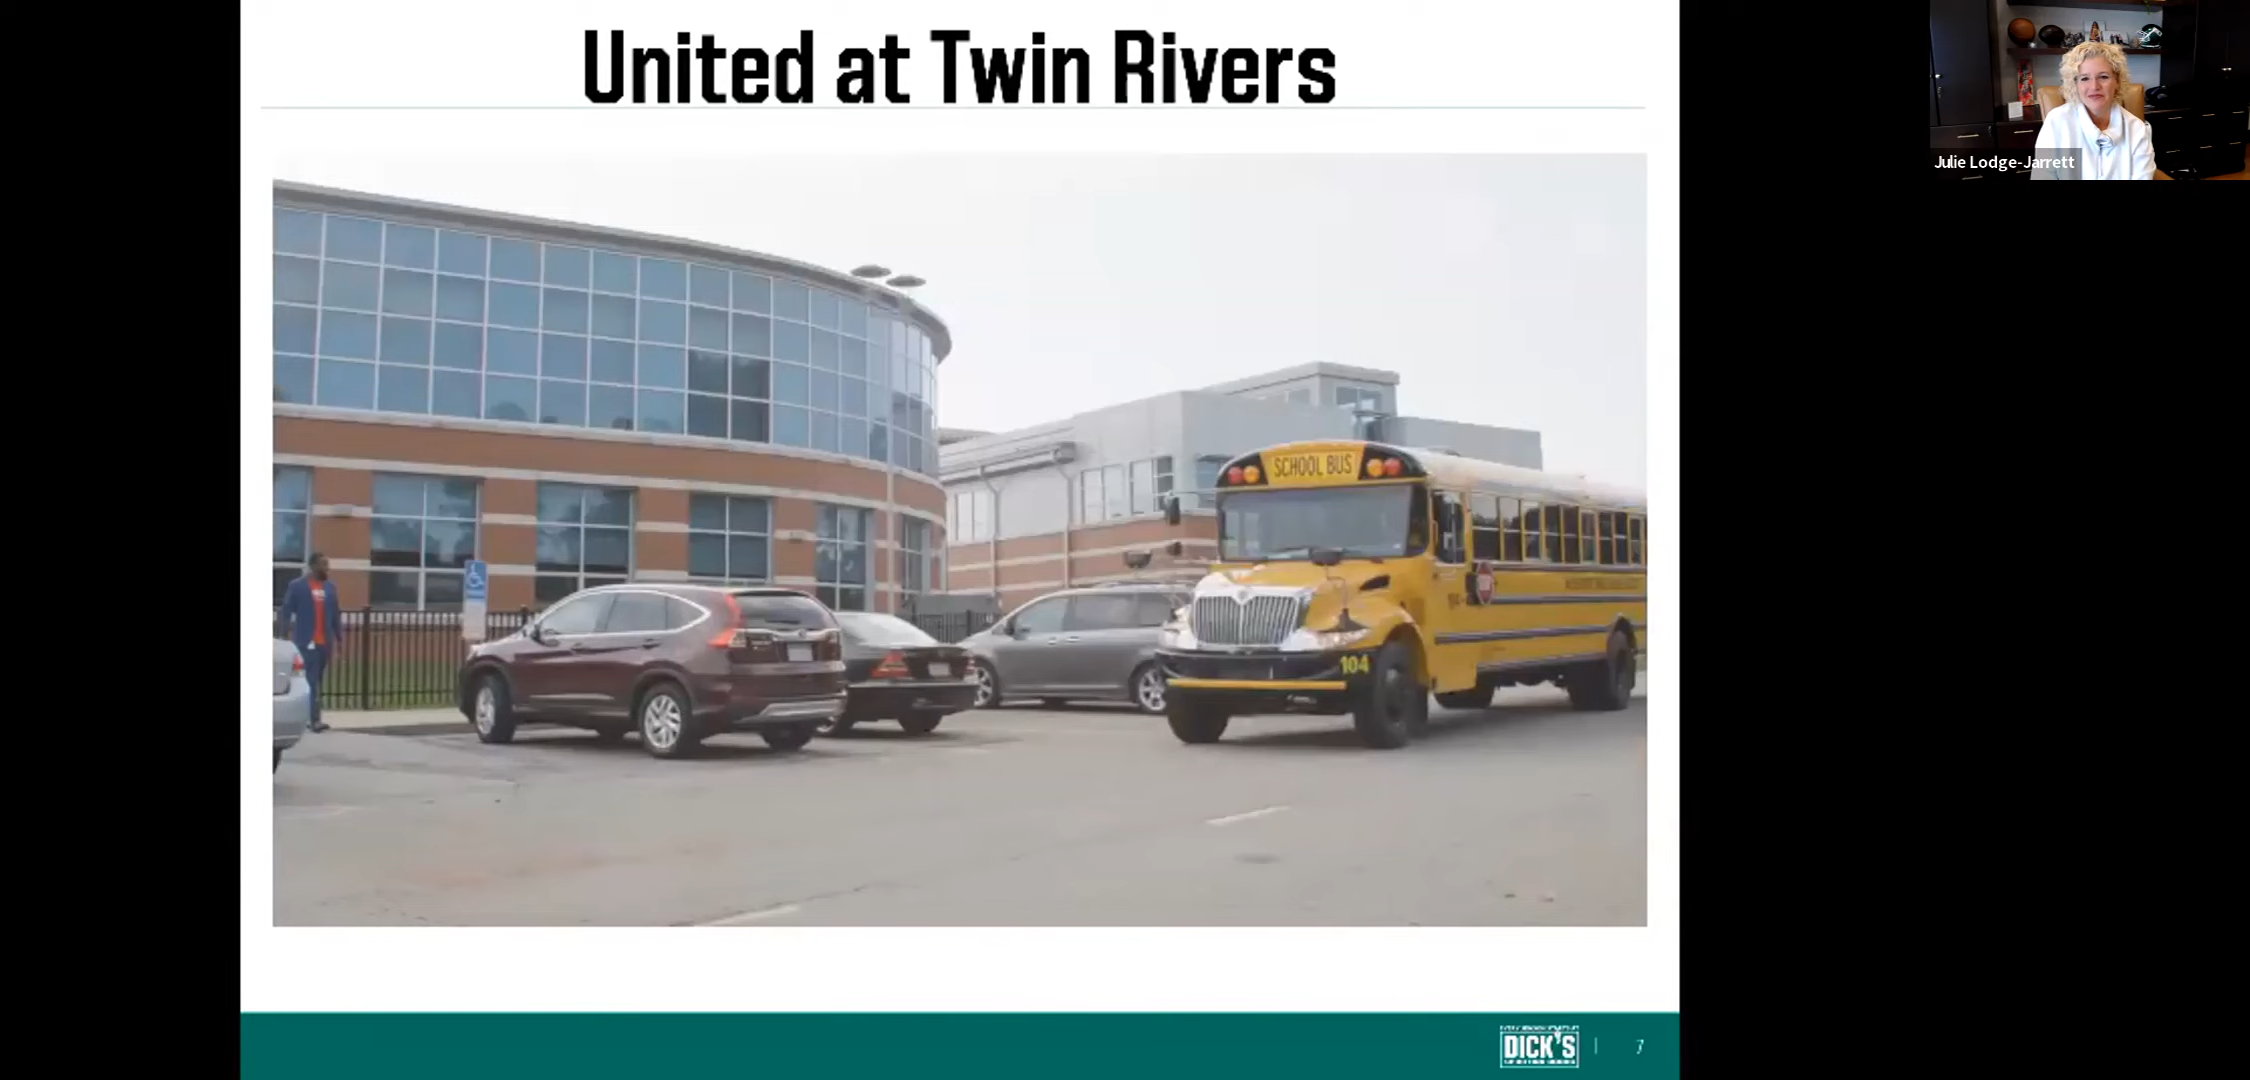 United at Twin Rivers
Julie Lodge-Jarrett
SCHOOL BUS
104
DICK'S
7